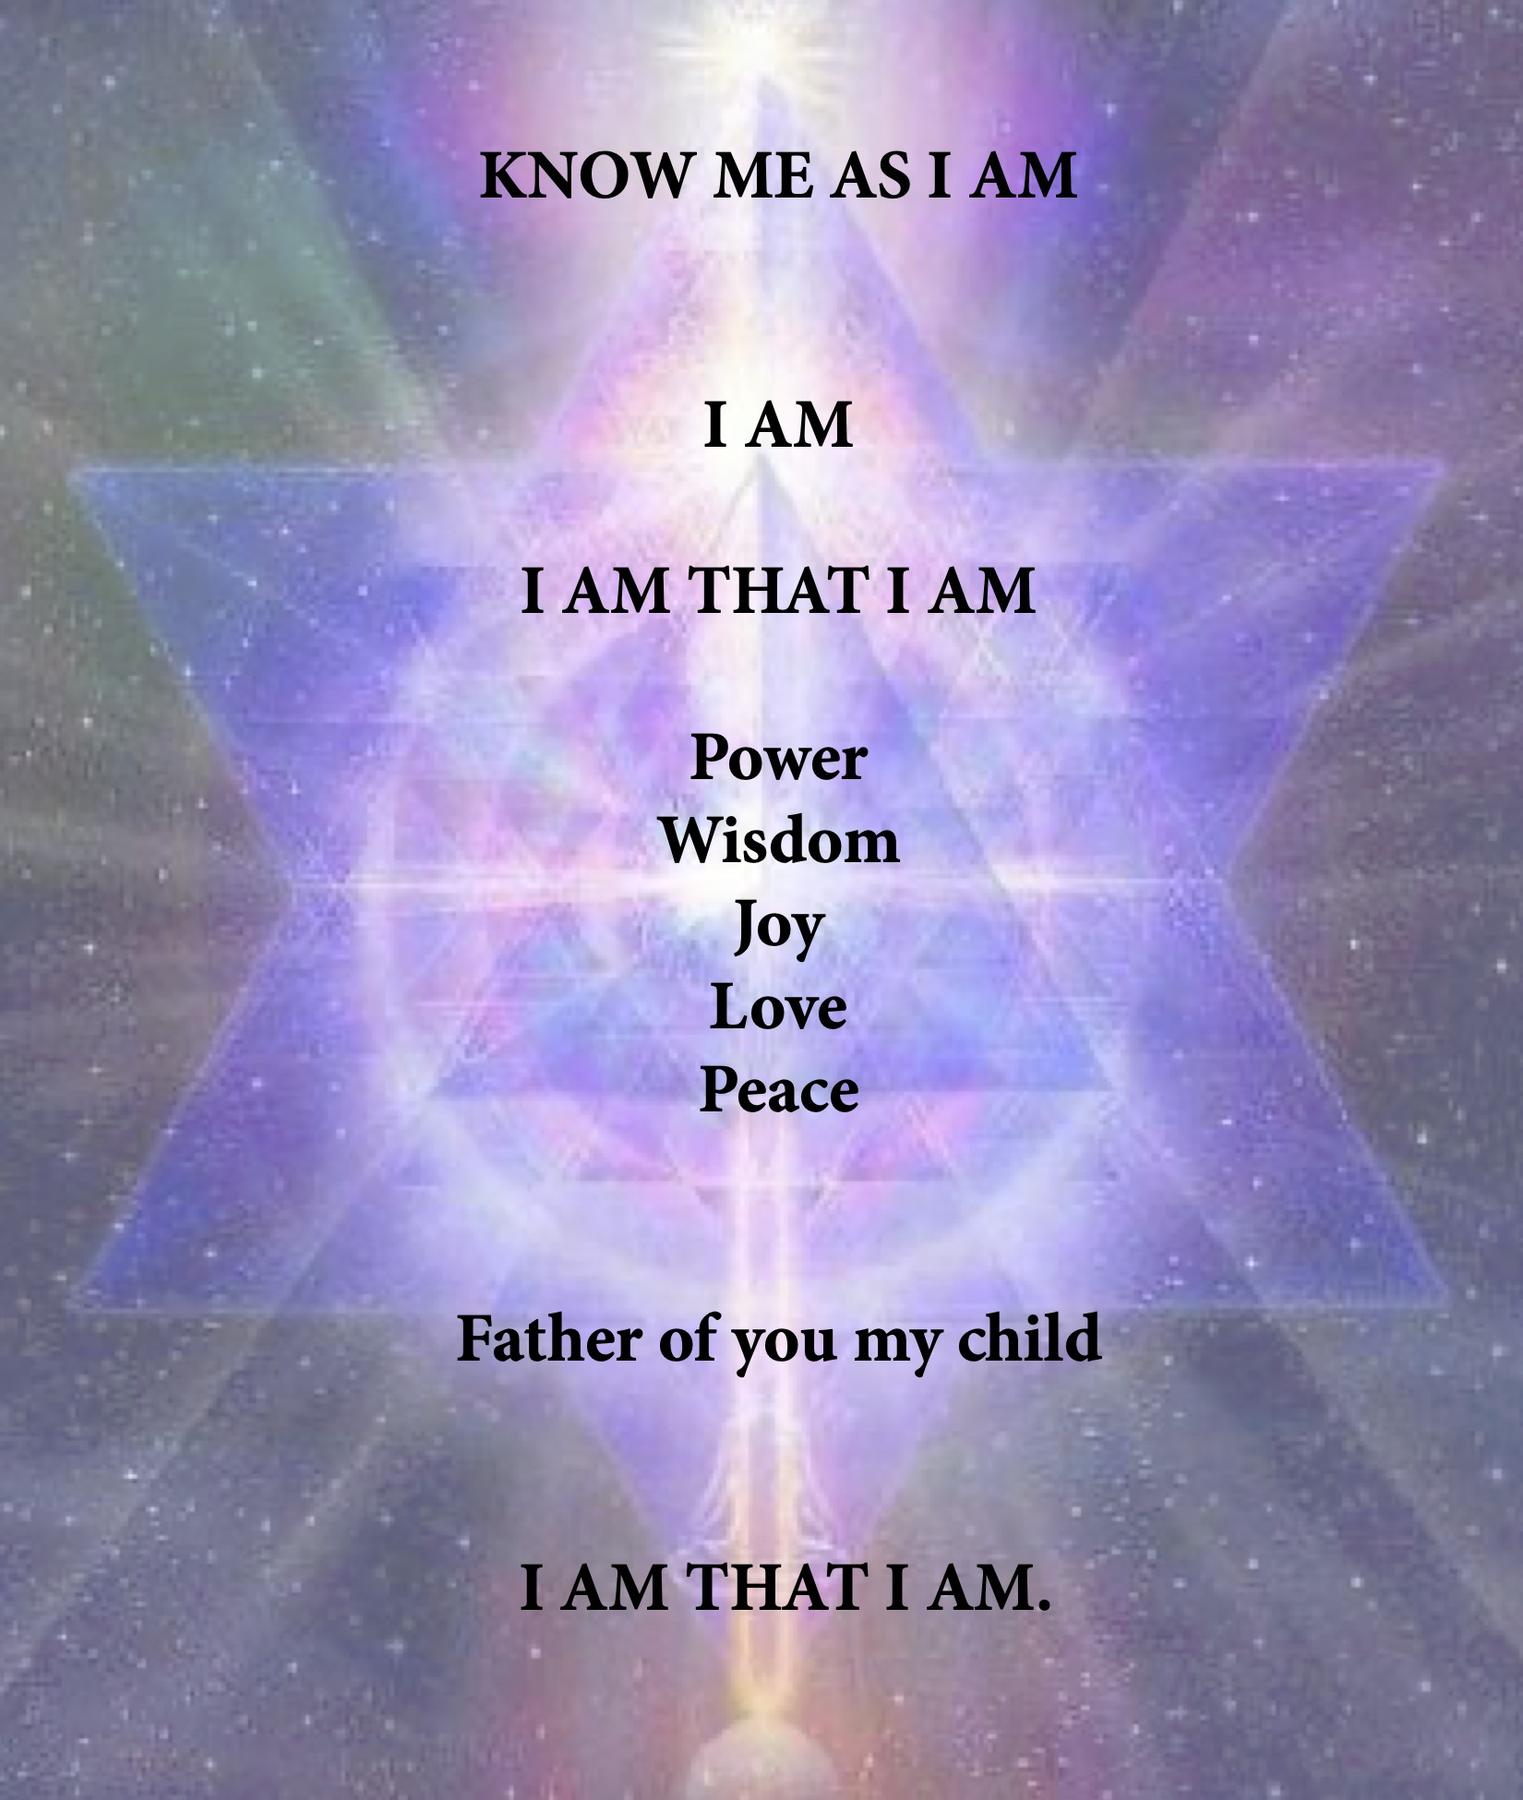 KNOW ME AS I AM
I AM
I AM THAT I AM
Power
Wisdom
Joy
Love
Peace
Father of you my child
I AM THAT I AM.